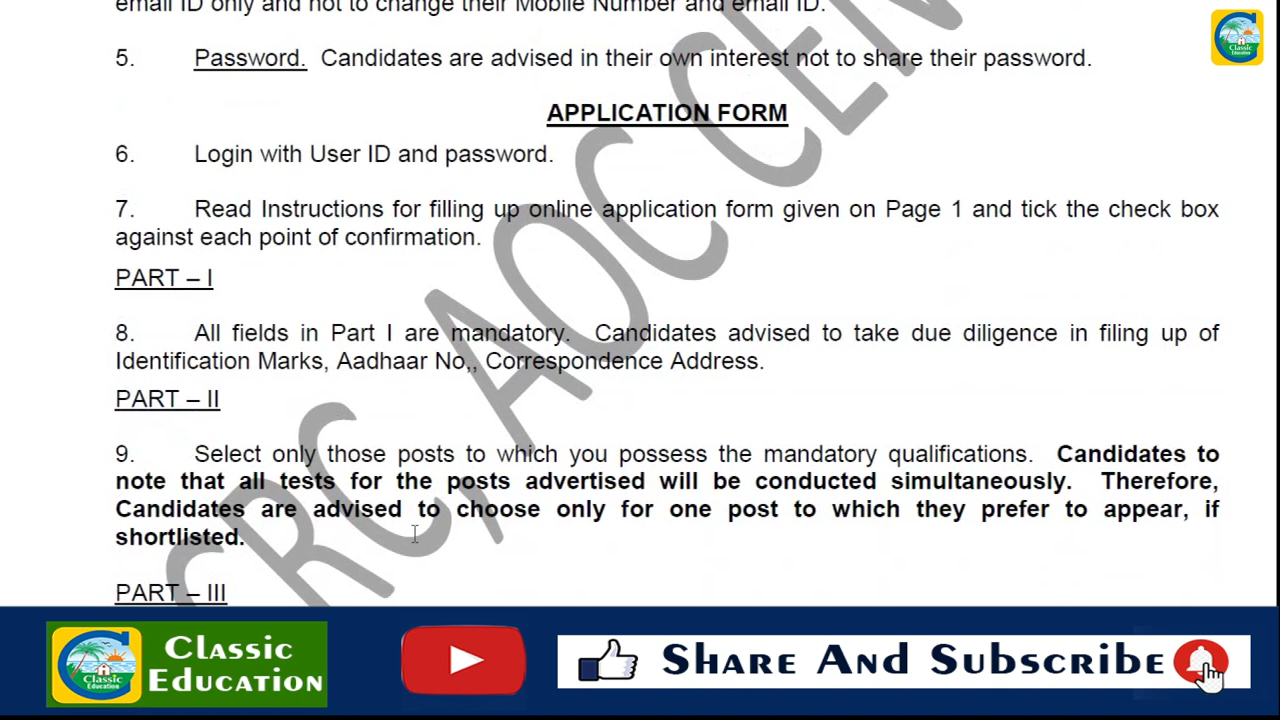 email ID only and not to change their Mobile Number and email ID.
Classic
Education
5. Password. Candidates are advised in their own interest not to share their password.
APPLICATION FORM
6. Login with User ID and password.
7. Read Instructions for filling up online application form given on Page 1 and tick the check box
against each point of confirmation.
PART – I
8. All fields in Part I are mandatory. Candidates advised to take due diligence in filing up of
Identification Marks, Aadhaar No,, Correspondence Address.
PART – II
9. Select only those posts to which you possess the mandatory qualifications. Candidates to
note that all tests for the posts advertised will be conducted simultaneously. Therefore,
Candidates are advised to choose only for one post to which they prefer to appear, if
shortlisted.
PART – III
CRC, AOC CEN
Classic
Education
Classic
Education
Share And Subscribe